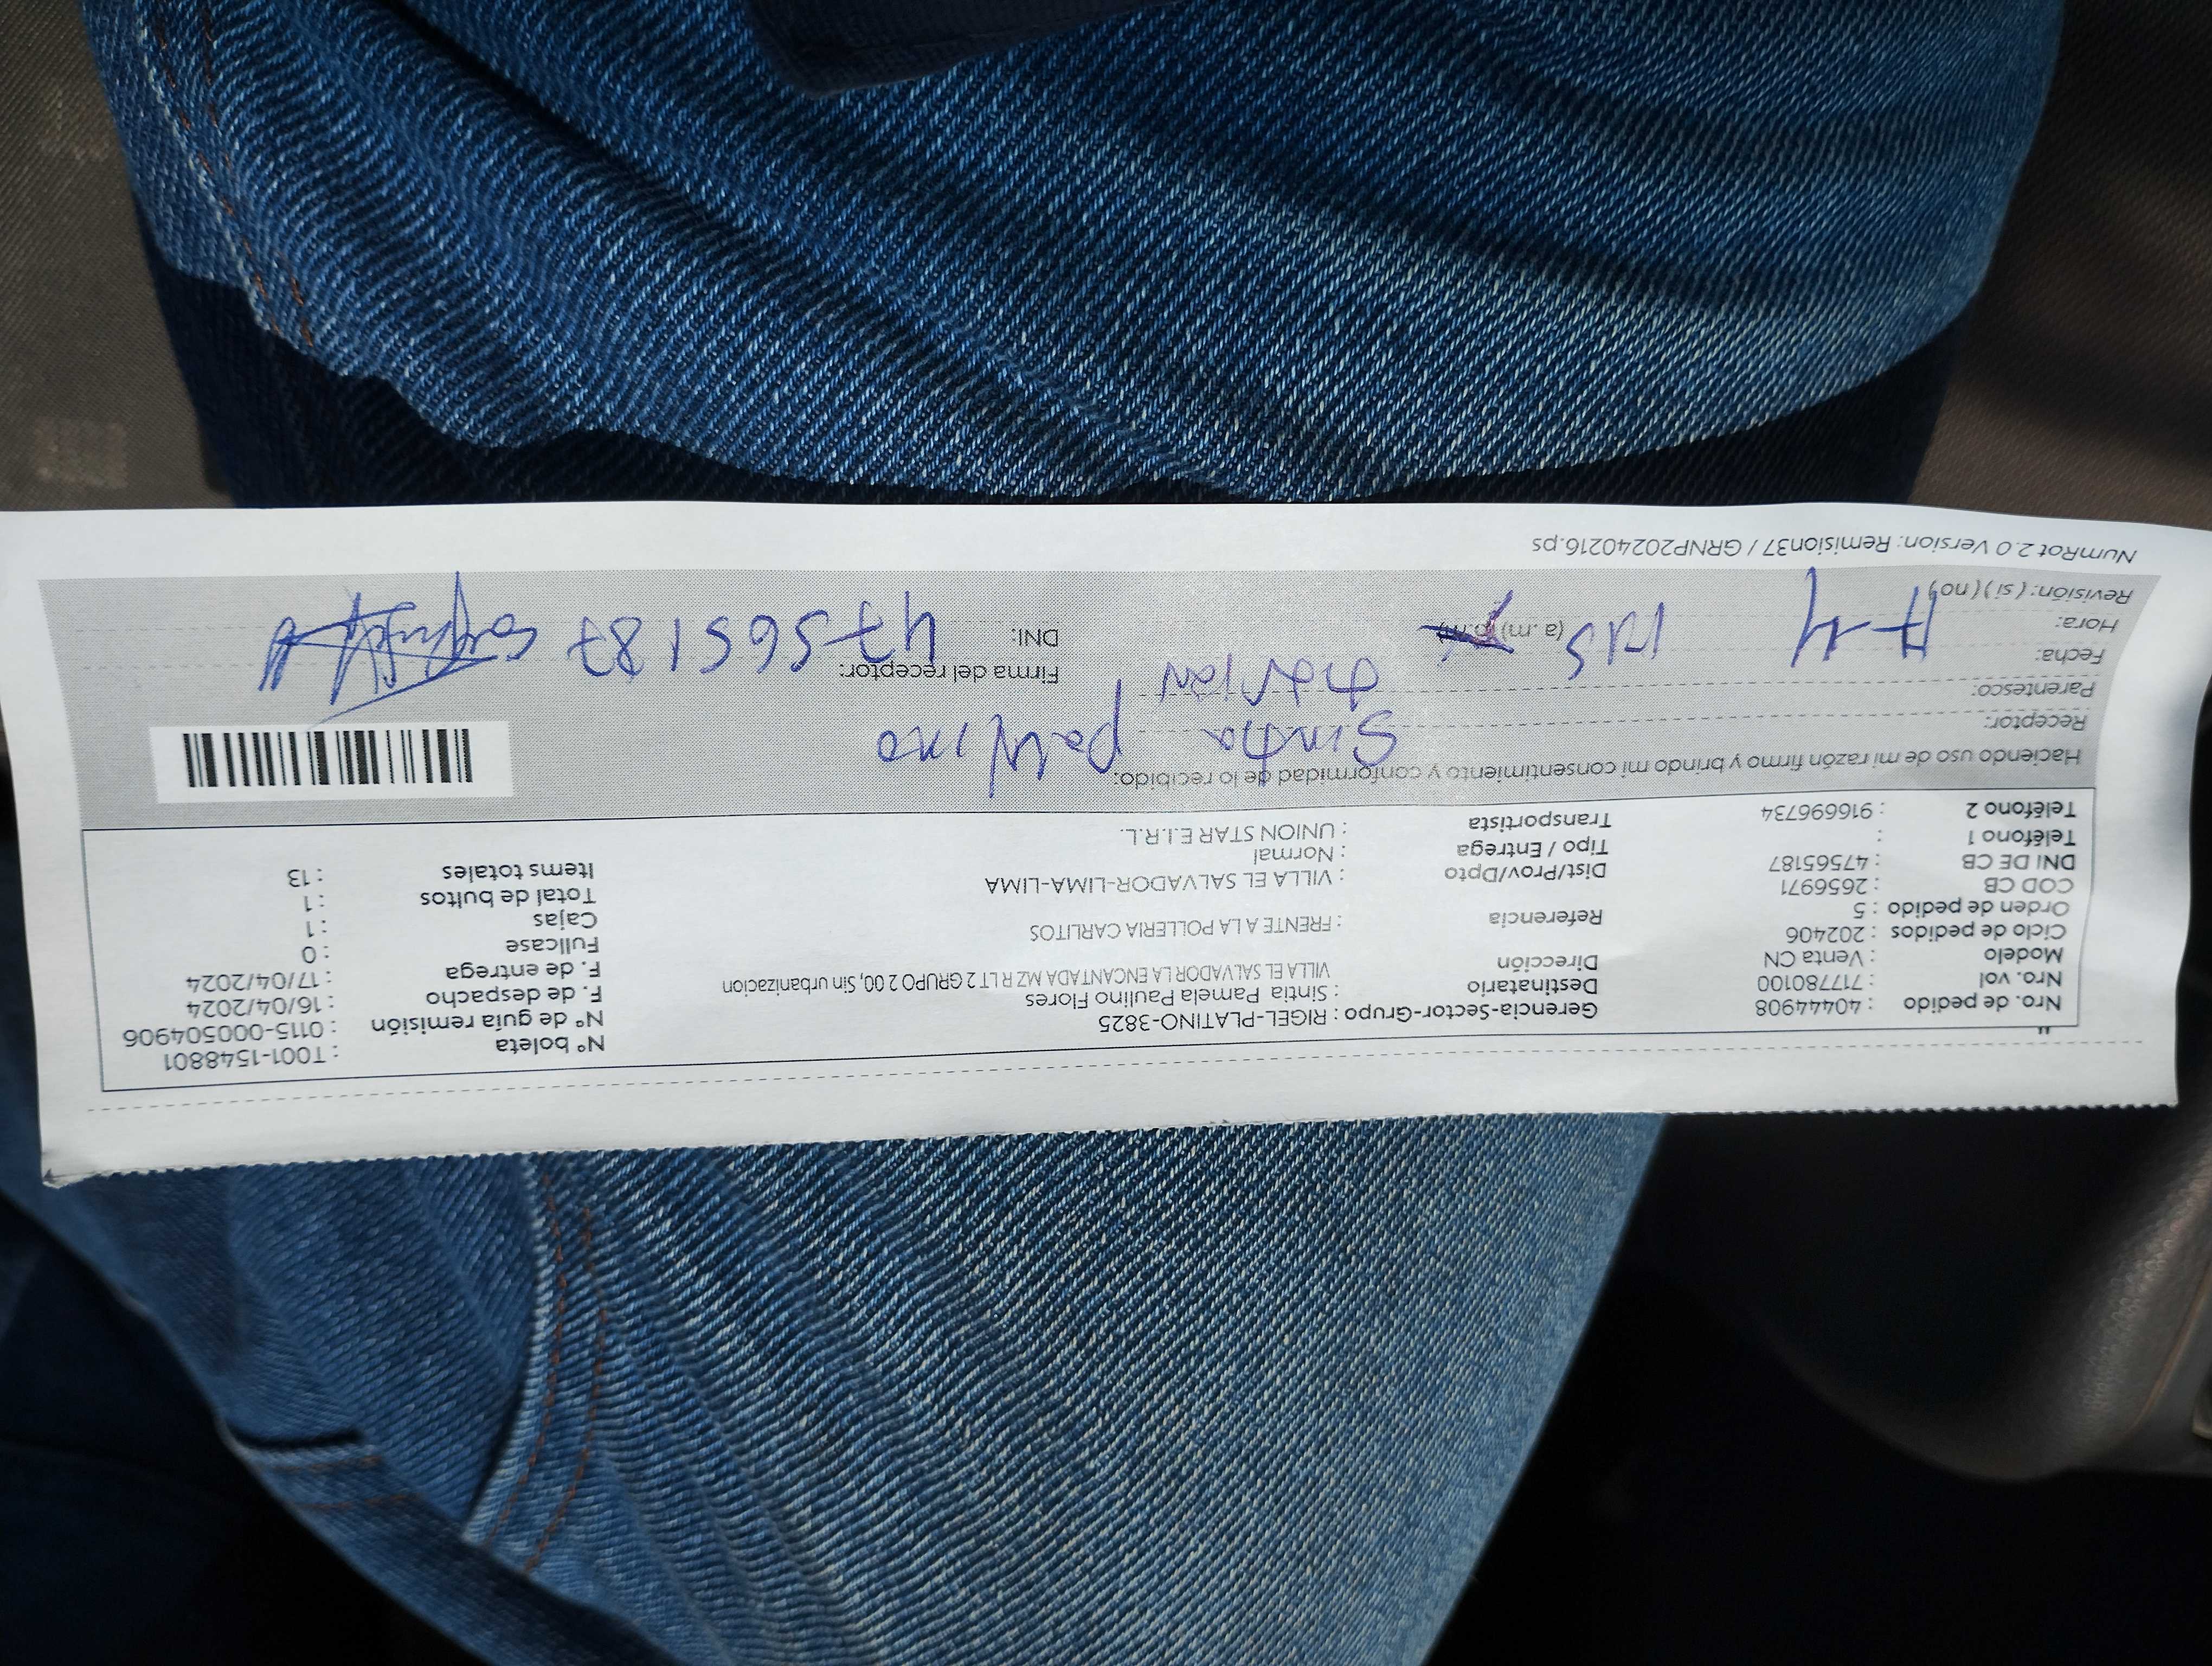 Nro. de pedido : 40444908 Gerencia-Sector-Grupo : RIGEL-PLATINO-3825 N° boleta : T001-1548801
Nro. vol : 717780100 Destinatario : Sintia Pamela Paulino Flores N° de guía remisión : 0115-000504906
Modelo : Venta CN Dirección VILLA EL SALVADOR LA ENCANTADA MZ R LT 2 GRUPO 2 00, Sin urbanizacion F. de despacho : 16/04/2024
Ciclo de pedidos : 202406 F. de entrega : 17/04/2024
Orden de pedido : 5 Referencia : FRENTE A LA POLLERIA CARLITOS Fullcase : 0
COD CB : 2656971 Cajas : 1
DNI DE CB : 47565187 Dist/Prov/Dpto : VILLA EL SALVADOR-LIMA-LIMA Total de bultos : 1
Teléfono 1 : Tipo / Entrega : Normal Items totales : 13
Teléfono 2 : 916696734 Transportista : UNION STAR E.I.R.L.
Haciendo uso de mi razón firmo y brindo mi consentimiento y conformidad de lo recibido:
Receptor: Sintia paulino
Parentesco:
Fecha: Firma del receptor:
Hora: (a.m) (p.m) DNI: 47565187
Revisión: (si) (no)
NumRot 2.0 Version: Remision37 / GRNP20240216.ps